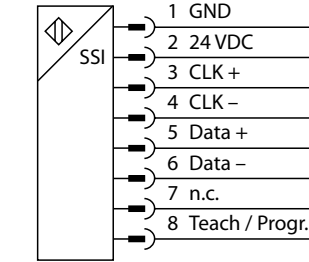 1 GND
2 24 VDC
SSI
3 CLK +
4 CLK –
5 Data +
6 Data –
7 n.c.
8 Teach / Progr.